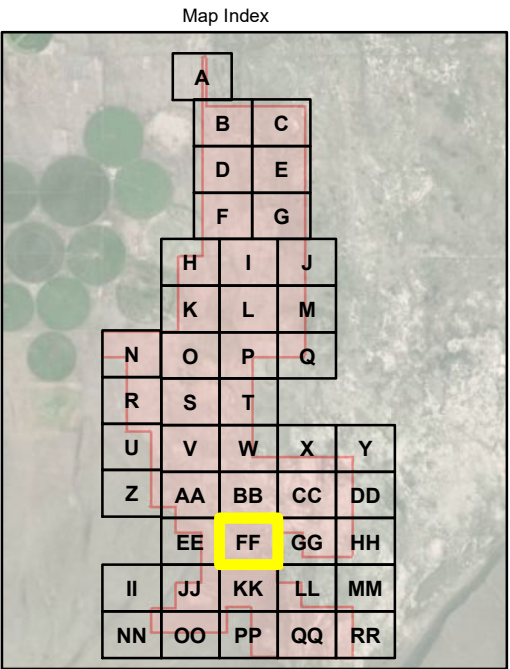 Map Index
A
B C
D E
F G
H I J
K L M
N O P Q
R S T
U V W X Y
Z AA BB CC DD
EE FF GG HH
II JJ KK LL MM
NN OO PP QQ RR